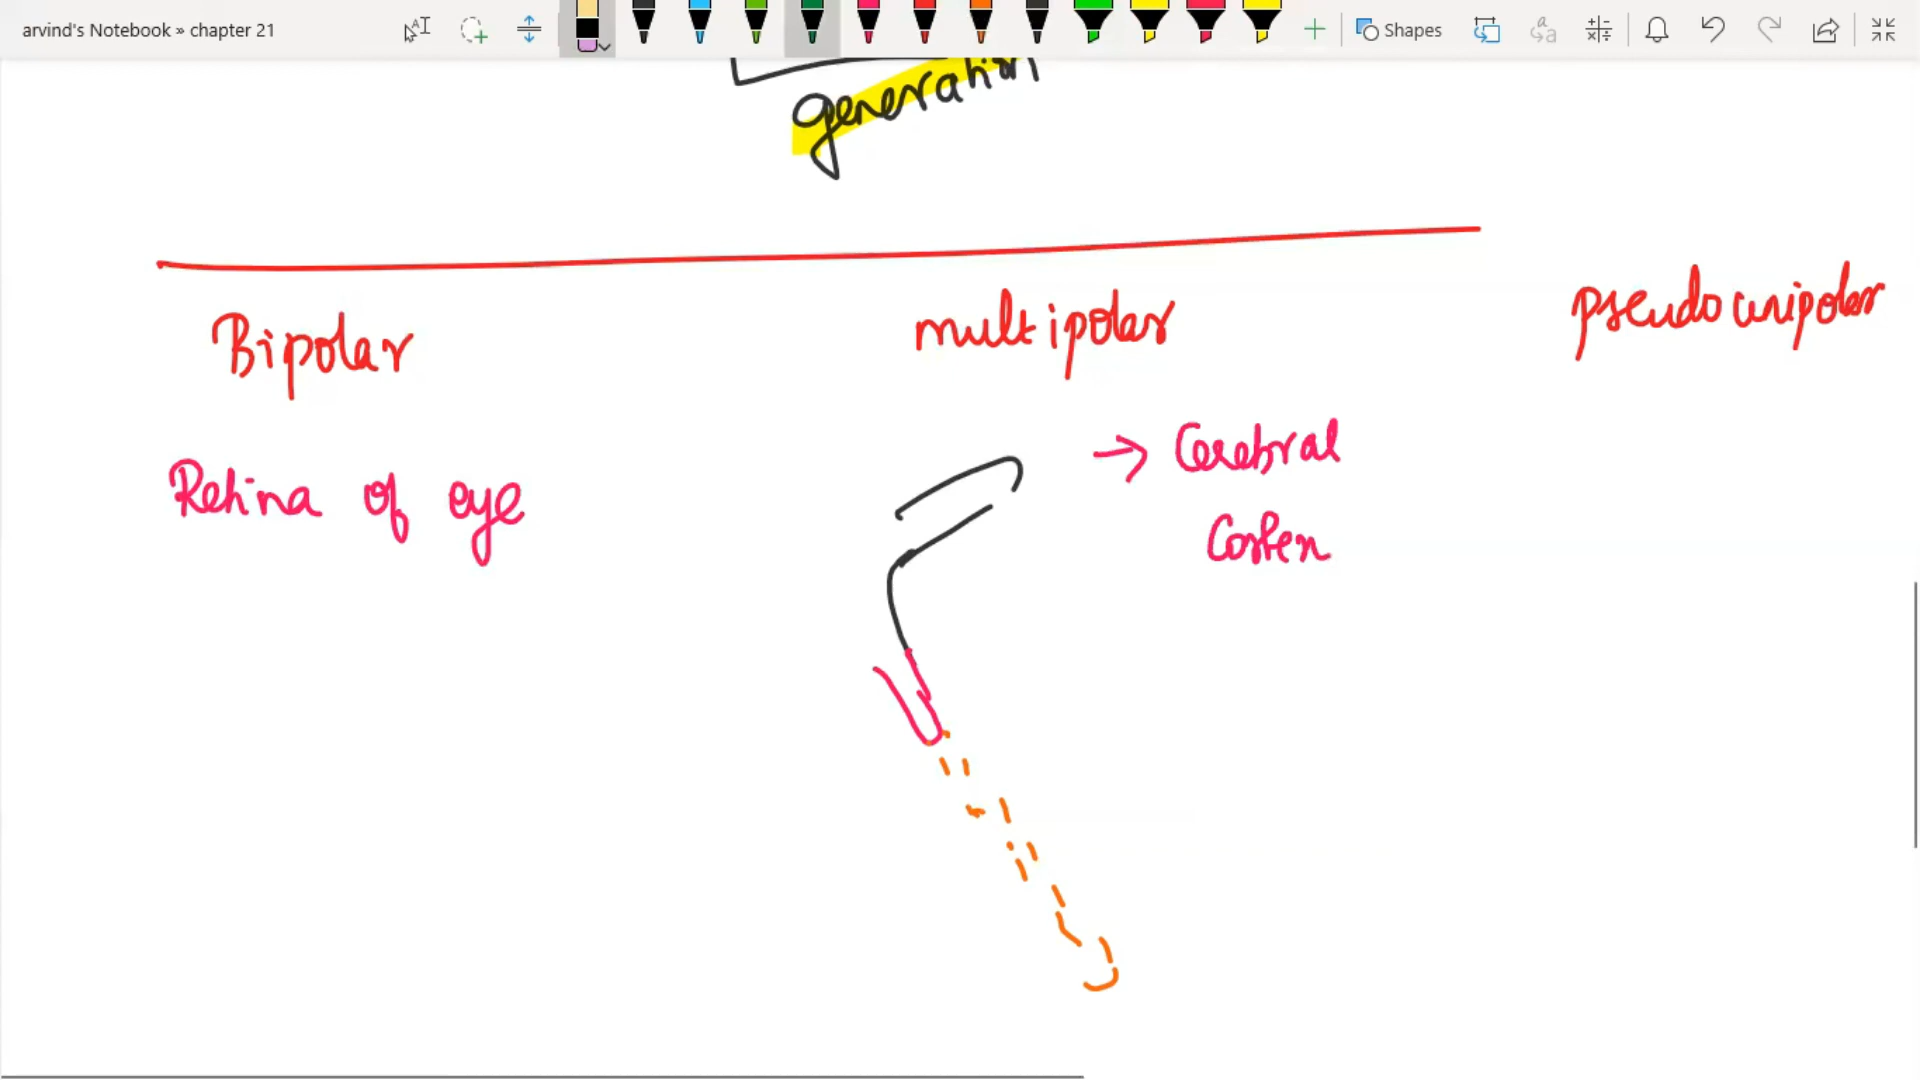 arvind's Notebook » chapter 21
Shapes
generation
Bipolar multipolar pseudounipolar
Retina of eye → Cerebral
Cortex